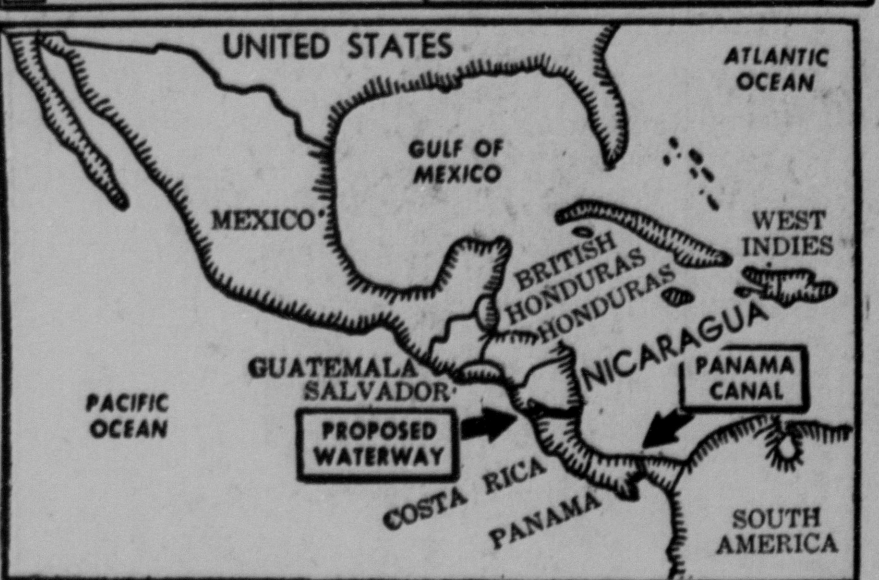 UNITED STATES
ATLANTIC
OCEAN
GULF OF
MEXICO
MEXICO
WEST
INDIES
BRITISH
HONDURAS
HONDURAS
NICARAGUA
GUATEMALA
SALVADOR
PANAMA
CANAL
PACIFIC
OCEAN
PROPOSED
WATERWAY
COSTA RICA
PANAMA
SOUTH
AMERICA